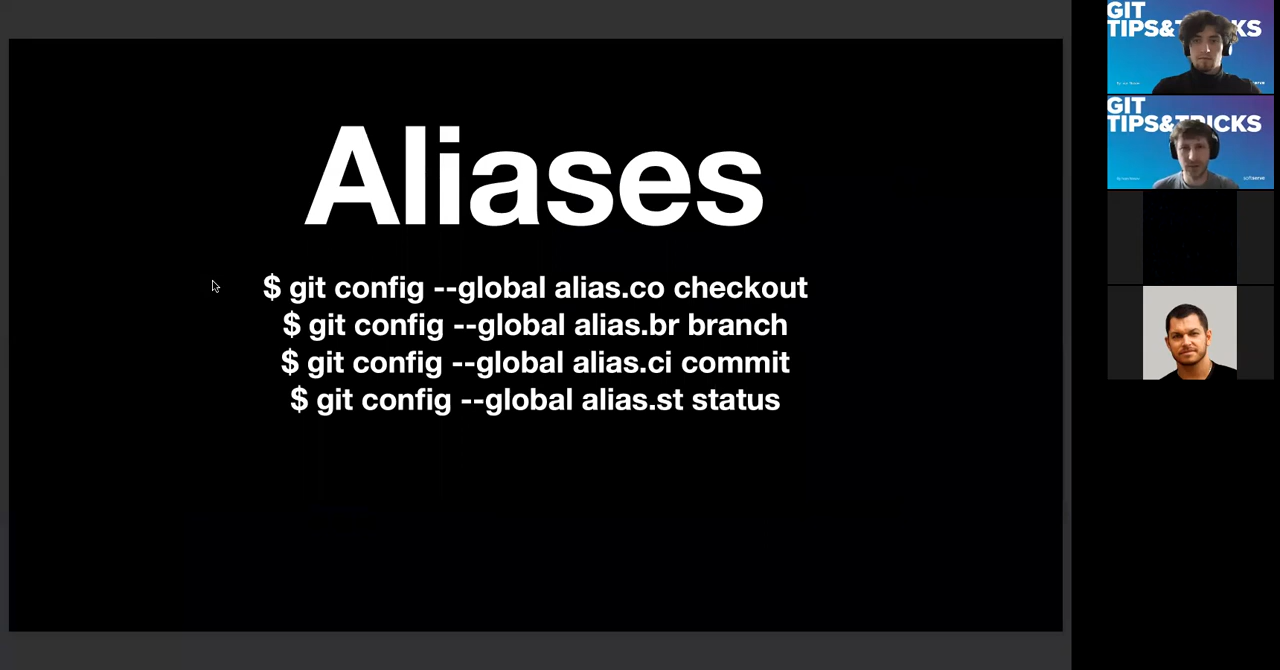 Aliases
$ git config --global alias.co checkout
$ git config --global alias.br branch
$ git config --global alias.ci commit
$ git config --global alias.st status
GIT
TIPS&TRICKS
GIT
TIPS&TRICKS
softserve